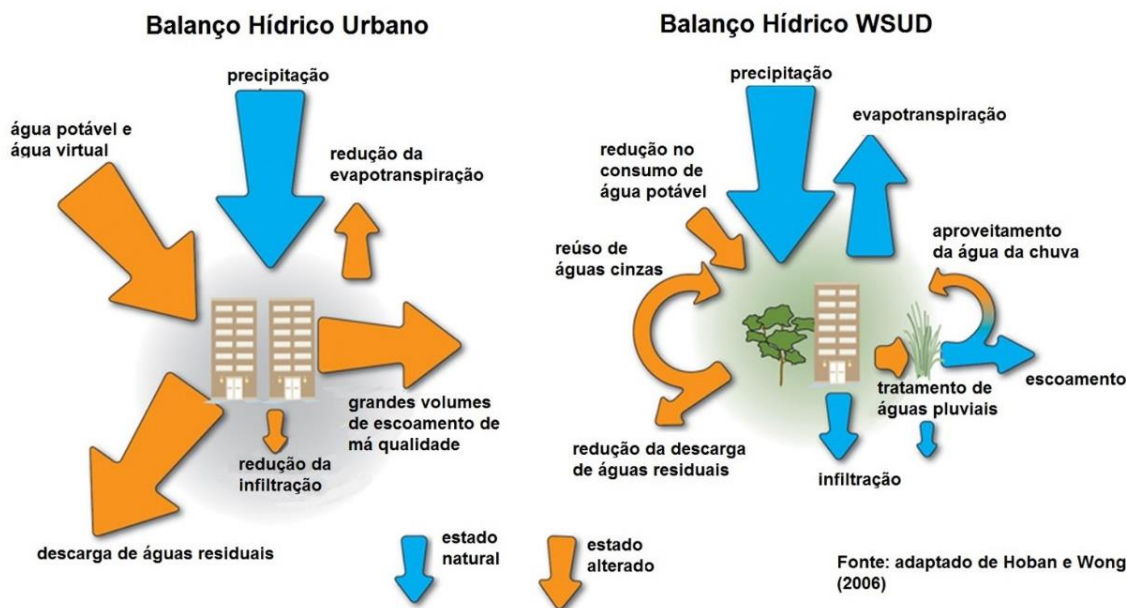 Balanço Hídrico Urbano
precipitação
água potável e
água virtual
redução da
evapotranspiração
grandes volumes
de escoamento de
má qualidade
redução da
infiltração
descarga de águas residuais
Balanço Hídrico WSUD
precipitação
evapotranspiração
redução no
consumo de
água potável
reúso de
águas cinzas
aproveitamento
da água da chuva
escoamento
tratamento de
águas pluviais
redução da descarga
de águas residuais
infiltração
estado
natural
estado
alterado
Fonte: adaptado de Hoban e Wong
(2006)